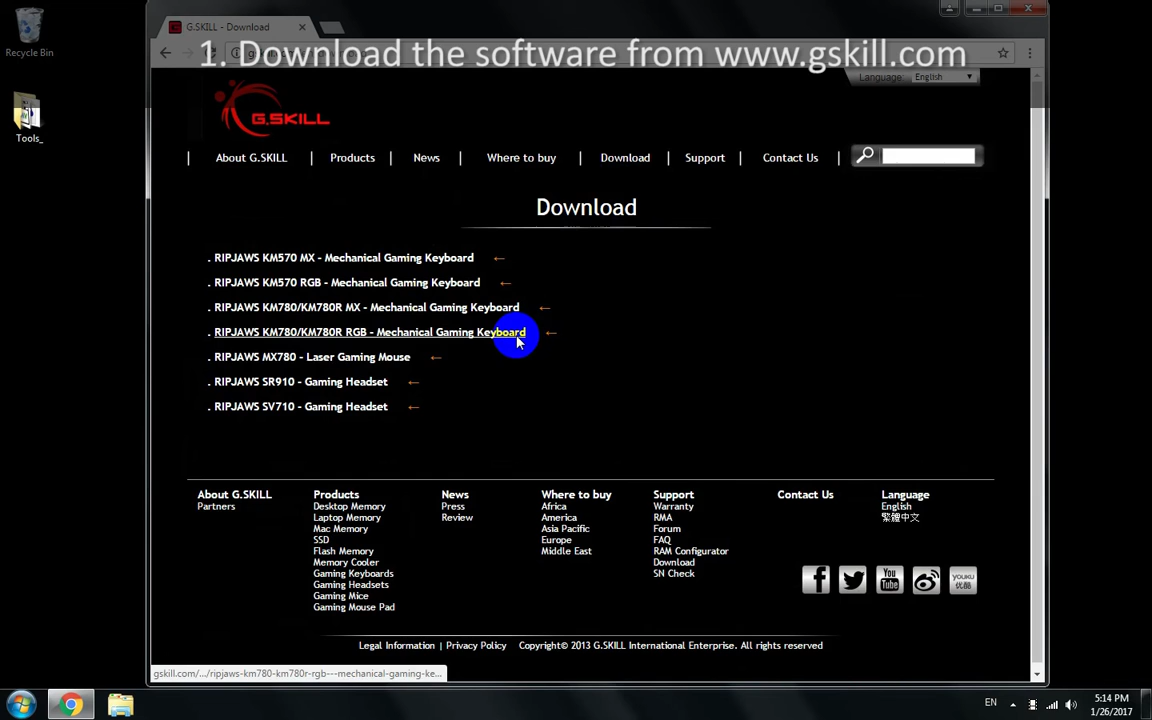 Recycle Bin
Tools_
G.SKILL - Download
1. Download the software from www.gskill.com
Language: English
G.SKILL
About G.SKILL
Products
News
Where to buy
Download
Support
Contact Us
Download
. RIPJAWS KM570 MX - Mechanical Gaming Keyboard ←
. RIPJAWS KM570 RGB - Mechanical Gaming Keyboard ←
. RIPJAWS KM780/KM780R MX - Mechanical Gaming Keyboard ←
. RIPJAWS KM780/KM780R RGB - Mechanical Gaming Keyboard ←
. RIPJAWS MX780 - Laser Gaming Mouse ←
. RIPJAWS SR910 - Gaming Headset ←
. RIPJAWS SV710 - Gaming Headset ←
About G.SKILL
Partners
Products
Desktop Memory
Laptop Memory
Mac Memory
SSD
Flash Memory
Memory Cooler
Gaming Keyboards
Gaming Headsets
Gaming Mice
Gaming Mouse Pad
News
Press
Review
Where to buy
Africa
America
Asia Pacific
Europe
Middle East
Support
Warranty
RMA
Forum
FAQ
RAM Configurator
Download
SN Check
Contact Us
Language
English
繁體中文
You
Tube
YOUKU
优酷
Legal Information | Privacy Policy Copyright© 2013 G.SKILL International Enterprise. All rights reserved
gskill.com/.../ripjaws-km780-km780r-rgb---mechanical-gaming-ke...
EN
5:14 PM
1/26/2017